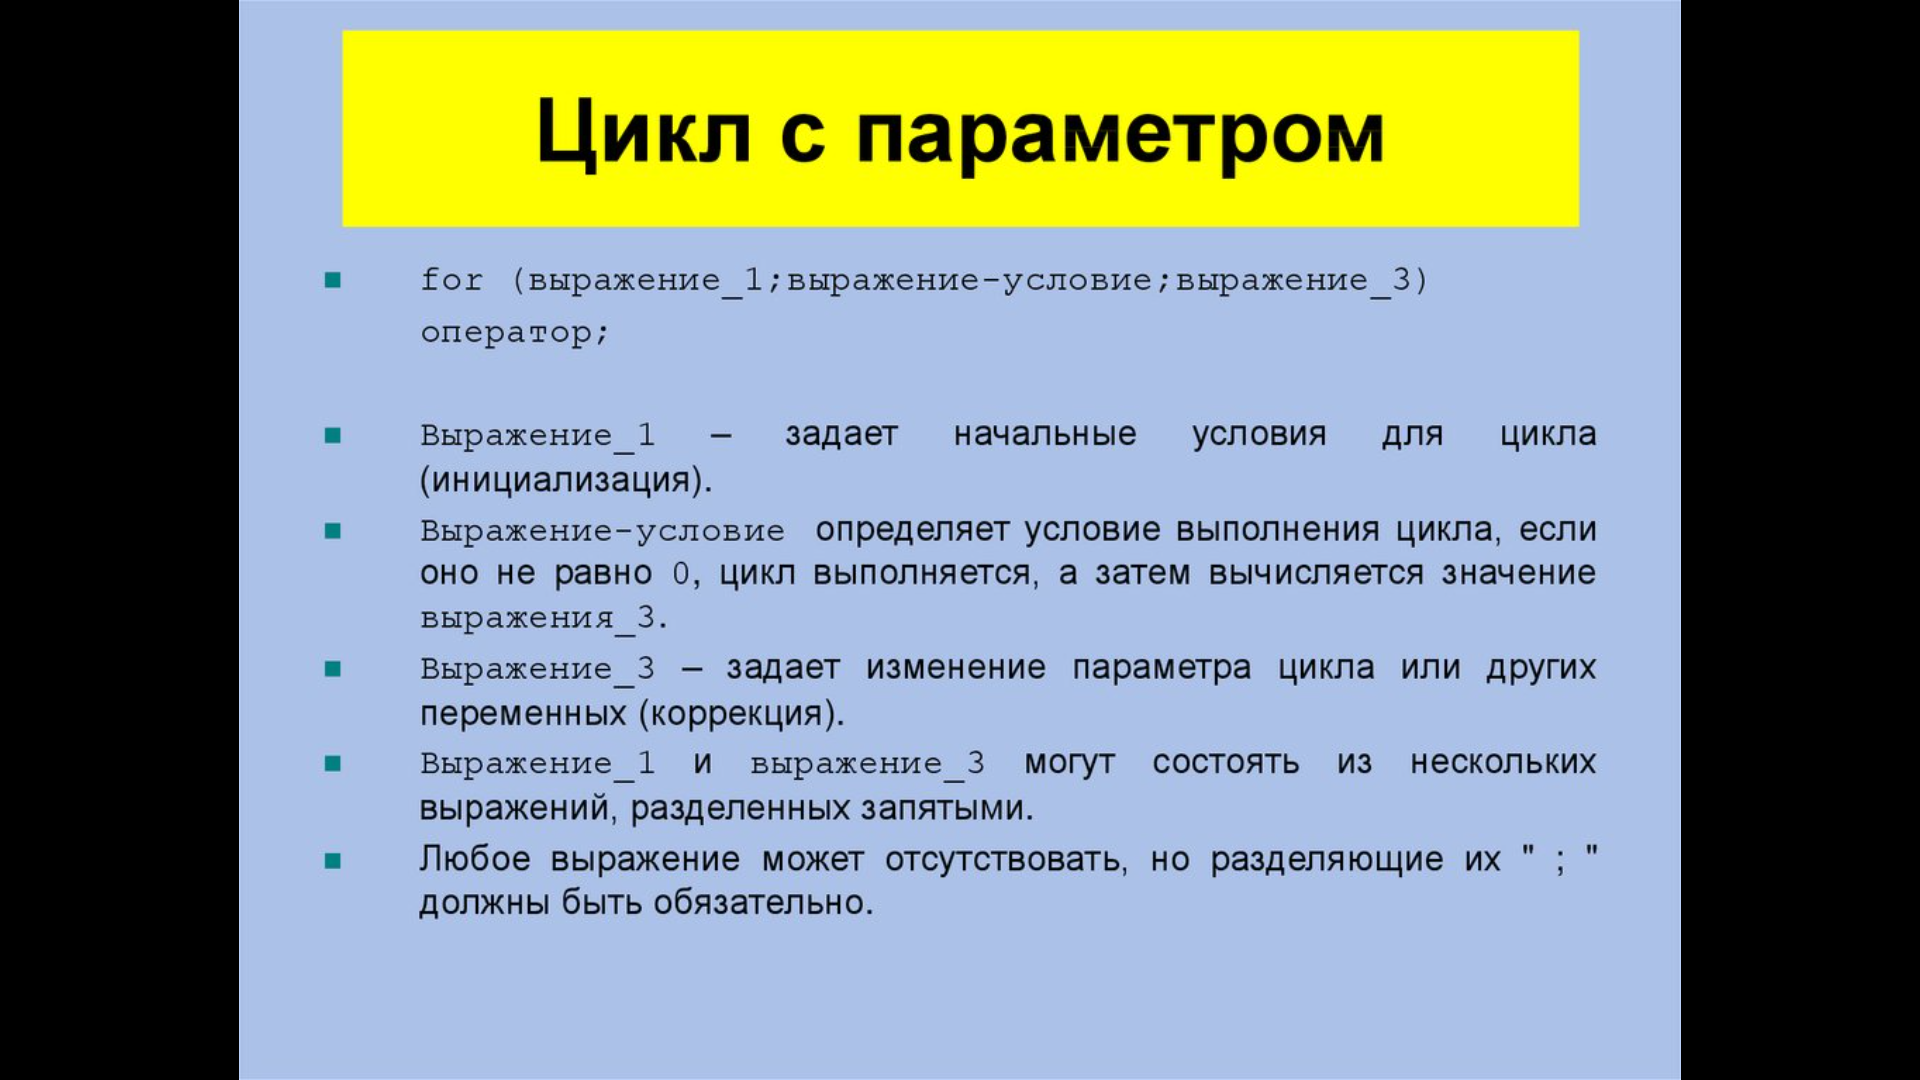 Цикл с параметром
for (выражение_1;выражение-условие;выражение_3)
оператор;
Выражение_1 – задает начальные условия для цикла
(инициализация).
Выражение-условие определяет условие выполнения цикла, если
оно не равно 0, цикл выполняется, а затем вычисляется значение
выражения_3.
Выражение_3 – задает изменение параметра цикла или других
переменных (коррекция).
Выражение_1 и выражение_3 могут состоять из нескольких
выражений, разделенных запятыми.
Любое выражение может отсутствовать, но разделяющие их " ; "
должны быть обязательно.